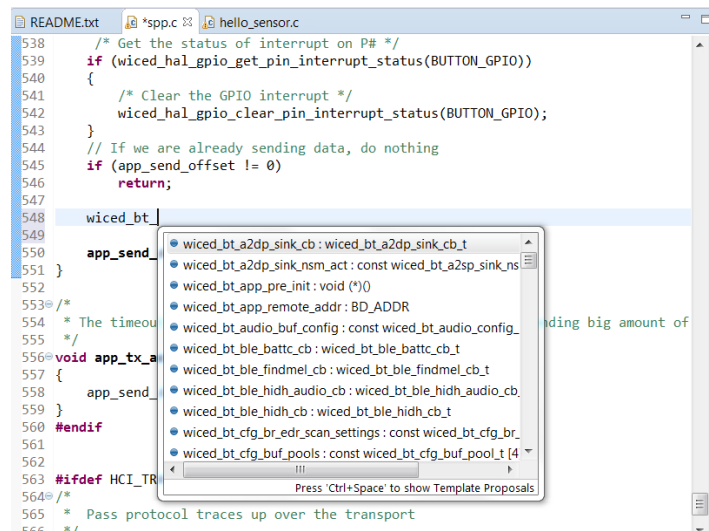 README.txt *spp.c hello_sensor.c
538 /* Get the status of interrupt on P# */
539 if (wiced_hal_gpio_get_pin_interrupt_status(BUTTON_GPIO))
540 {
541 /* Clear the GPIO interrupt */
542 wiced_hal_gpio_clear_pin_interrupt_status(BUTTON_GPIO);
543 }
544 // If we are already sending data, do nothing
545 if (app_send_offset != 0)
546 return;
547
548 wiced_bt_
549
wiced_bt_a2dp_sink_cb : wiced_bt_a2dp_sink_cb_t
550 app_send_
wiced_bt_a2dp_sink_nsm_act : const wiced_bt_a2sp_sink_ns
551 }
wiced_bt_app_pre_init : void (*)()
552
wiced_bt_app_remote_addr : BD_ADDR
553 /*
554 * The timeou
wiced_bt_audio_buf_config : const wiced_bt_audio_config_
nding big amount of
555 */
wiced_bt_ble_battc_cb : wiced_bt_ble_battc_cb_t
556 void app_tx_a
wiced_bt_ble_findmel_cb : wiced_bt_ble_findmel_cb_t
557 {
558 app_send_
wiced_bt_ble_hidh_audio_cb : wiced_bt_ble_hidh_audio_cb_
559 }
wiced_bt_ble_hidh_cb : wiced_bt_ble_hidh_cb_t
560 #endif
wiced_bt_cfg_br_edr_scan_settings : const wiced_bt_cfg_br_
561
wiced_bt_cfg_buf_pools : const wiced_bt_cfg_buf_pool_t [4
562
563 #ifdef HCI_TR
Press 'Ctrl+Space' to show Template Proposals
564 /*
565 * Pass protocol traces up over the transport
566 */